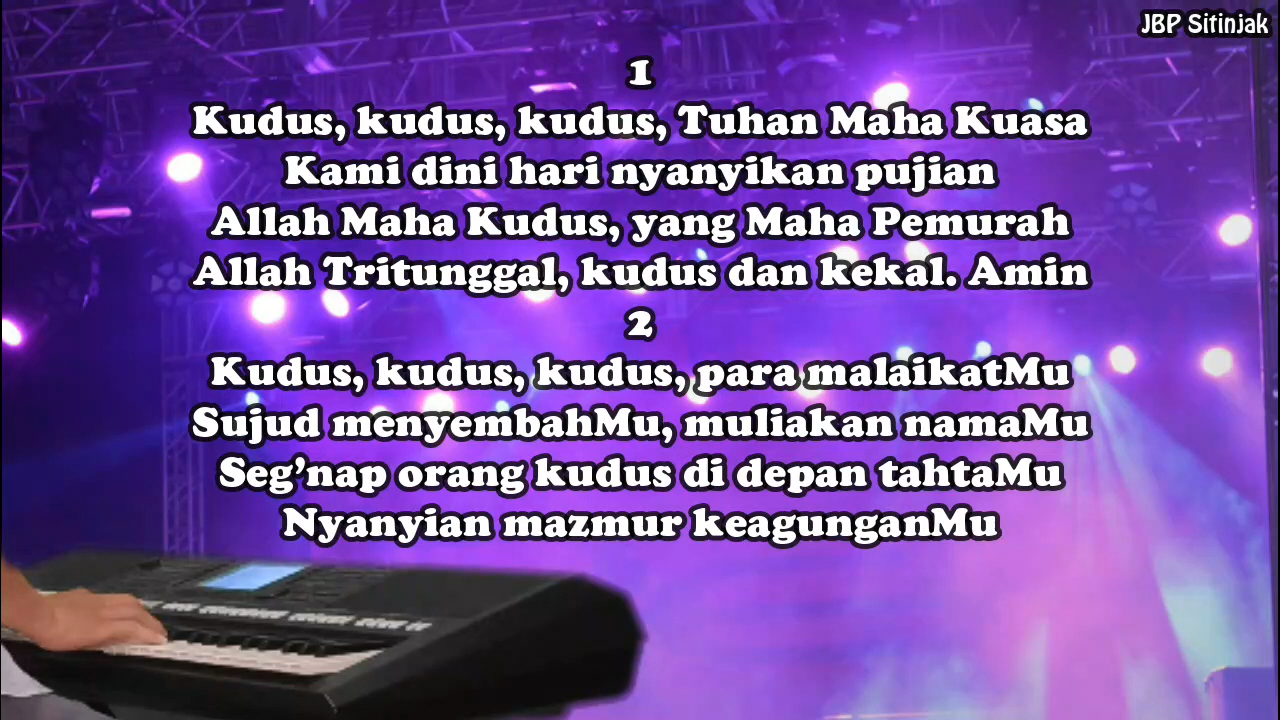 JBP Sitinjak
1
Kudus, kudus, kudus, Tuhan Maha Kuasa
Kami dini hari nyanyikan pujian
Allah Maha Kudus, yang Maha Pemurah
Allah Tritunggal, kudus dan kekal. Amin
2
Kudus, kudus, kudus, para malaikatMu
Sujud menyembahMu, muliakan namaMu
Seg’nap orang kudus di depan tahtaMu
Nyanyian mazmur keagunganMu